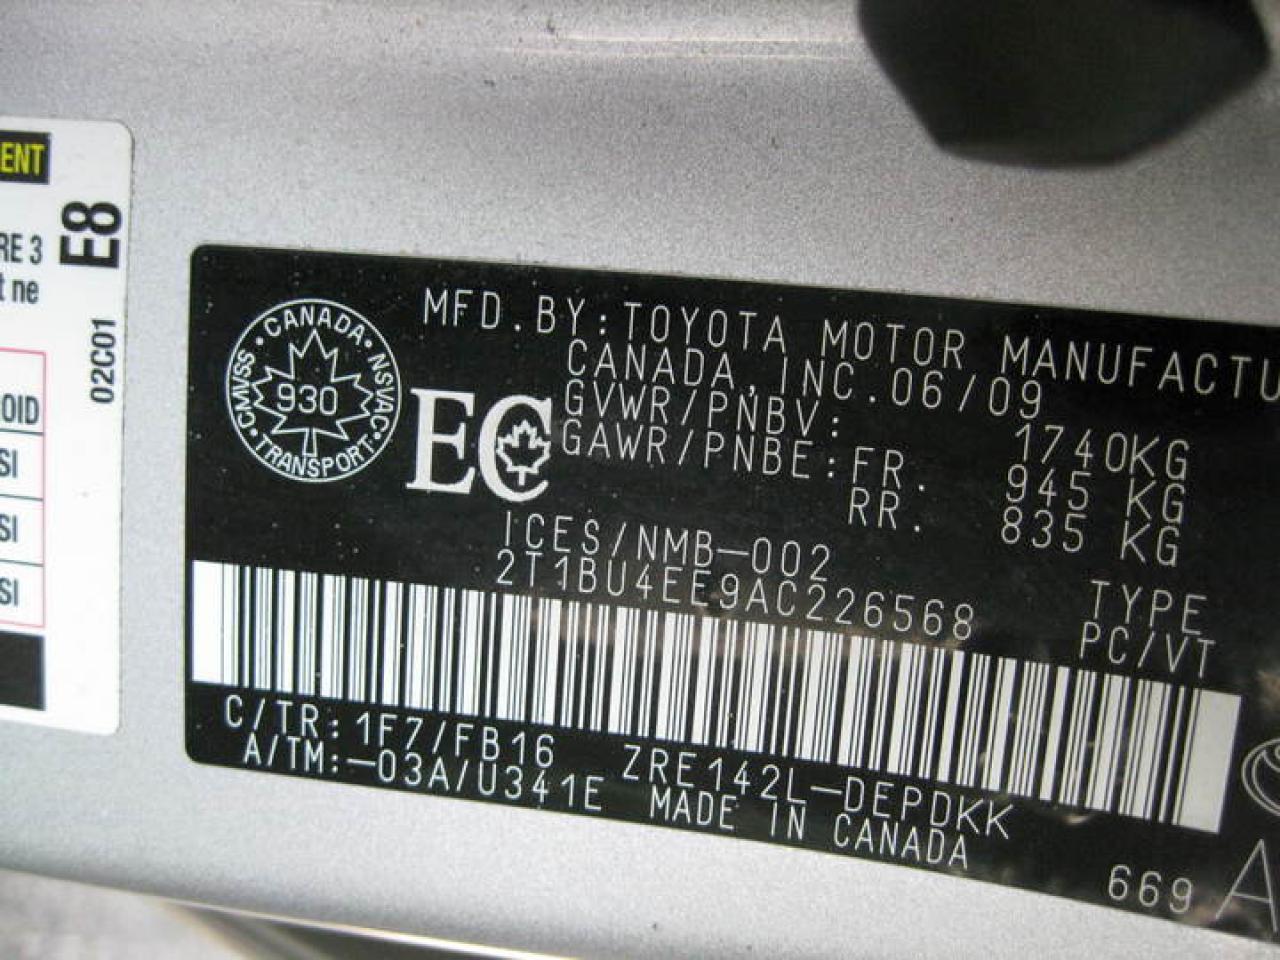 ENT
E8
RE 3
t ne
02C01
OID
SI
SI
SI
CANADA • NSVAC • TRANSPORT • CMVSS •
930
EC
MFD.BY:TOYOTA MOTOR MANUFACTU
CANADA,INC.06/09
GVWR/PNBV: 1740KG
GAWR/PNBE:FR. 945 KG
RR. 835 KG
ICES/NMB-002
2T1BU4EE9AC226568
TYPE
PC/VT
C/TR:1F7/FB16 ZRE142L-DEPDKK
A/TM:-03A/U341E MADE IN CANADA
669 A